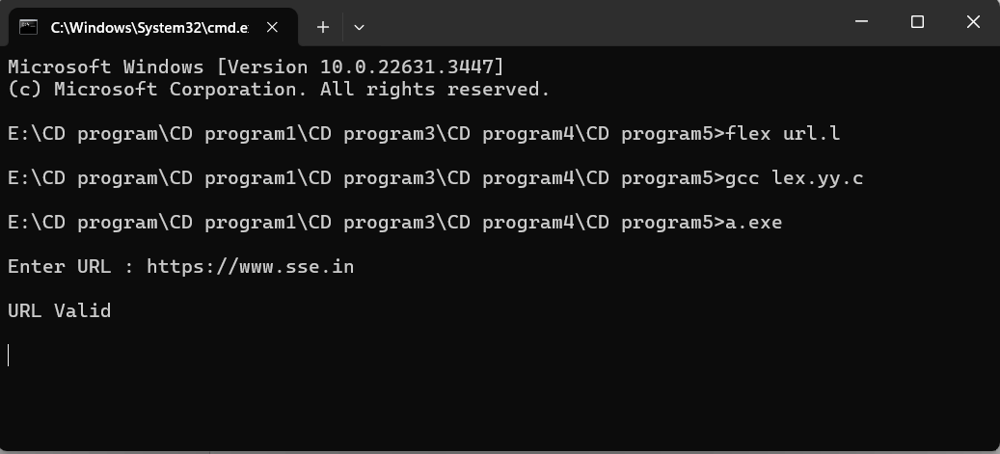 C:\Windows\System32\cmd.e
Microsoft Windows [Version 10.0.22631.3447]
(c) Microsoft Corporation. All rights reserved.
E:\CD program\CD program1\CD program3\CD program4\CD program5>flex url.l
E:\CD program\CD program1\CD program3\CD program4\CD program5>gcc lex.yy.c
E:\CD program\CD program1\CD program3\CD program4\CD program5>a.exe
Enter URL : https://www.sse.in
URL Valid